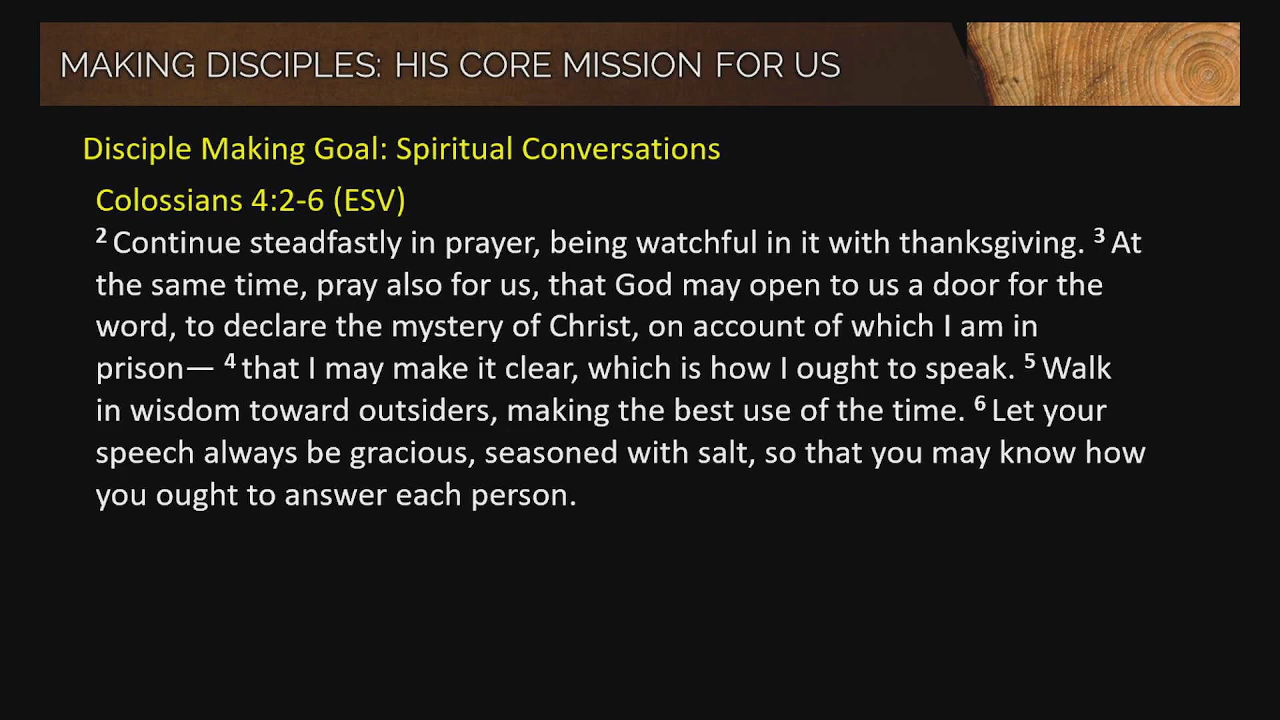 MAKING DISCIPLES: HIS CORE MISSION FOR US
Disciple Making Goal: Spiritual Conversations
Colossians 4:2-6 (ESV)
2 Continue steadfastly in prayer, being watchful in it with thanksgiving. 3 At
the same time, pray also for us, that God may open to us a door for the
word, to declare the mystery of Christ, on account of which I am in
prison— 4 that I may make it clear, which is how I ought to speak. 5 Walk
in wisdom toward outsiders, making the best use of the time. 6 Let your
speech always be gracious, seasoned with salt, so that you may know how
you ought to answer each person.